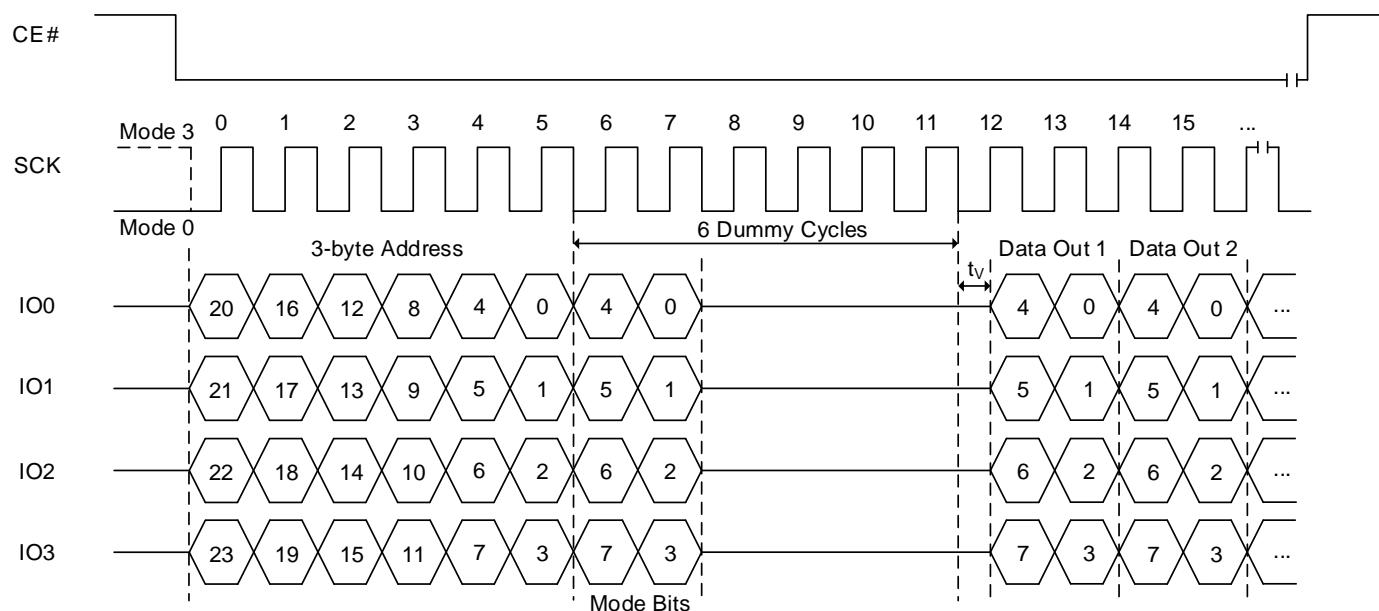 CE#
Mode 3 0 1 2 3 4 5 6 7 8 9 10 11 12 13 14 15 ...
SCK
Mode 0
6 Dummy Cycles
3-byte Address Data Out 1 Data Out 2
tV
IO0 20 16 12 8 4 0 4 0 4 0 4 0 ...
IO1 21 17 13 9 5 1 5 1 5 1 5 1 ...
IO2 22 18 14 10 6 2 6 2 6 2 6 2 ...
IO3 23 19 15 11 7 3 7 3 7 3 7 3 ...
Mode Bits